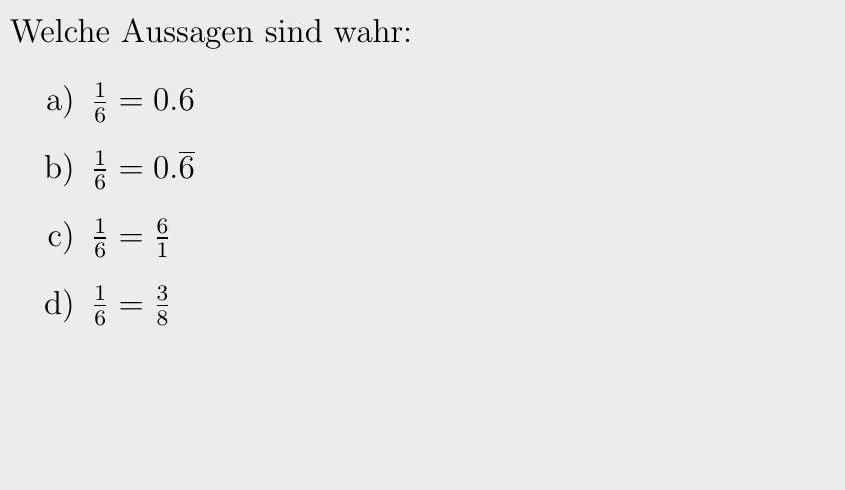 Welche Aussagen sind wahr:
a) $\frac{1}{6} = 0.6$
b) $\frac{1}{6} = 0.\overline{6}$
c) $\frac{1}{6} = \frac{6}{1}$
d) $\frac{1}{6} = \frac{3}{8}$